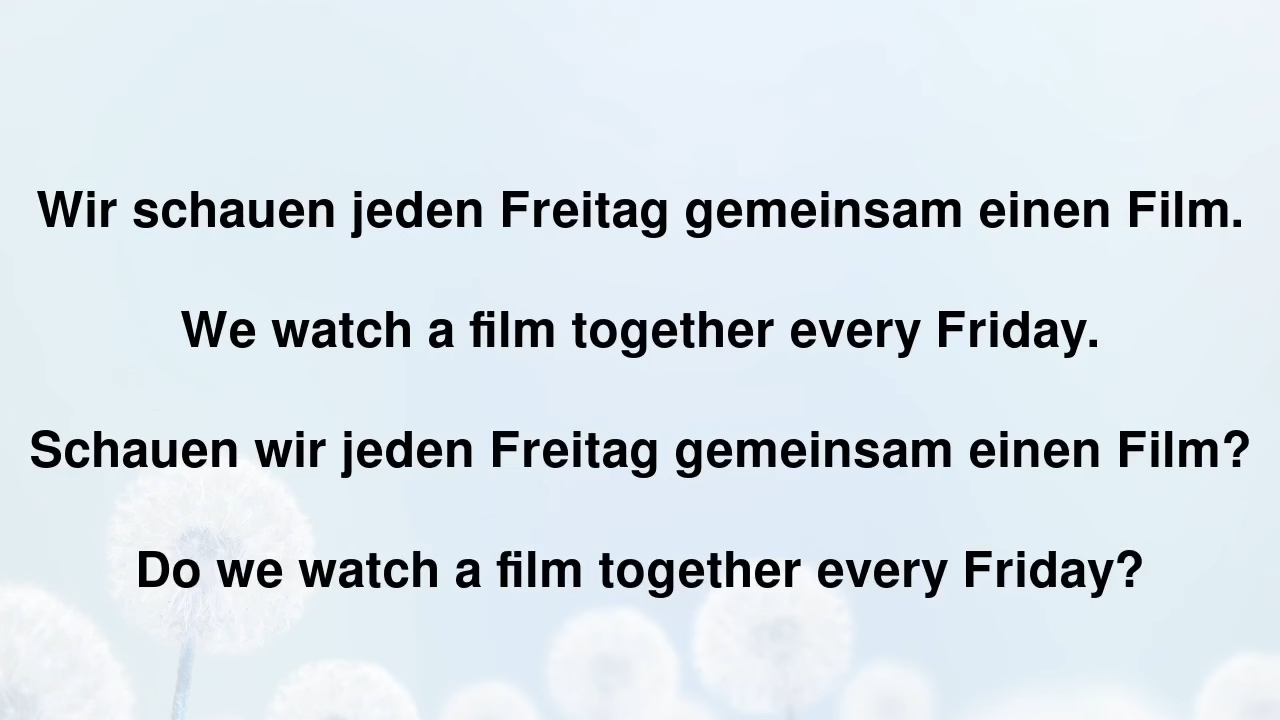 Wir schauen jeden Freitag gemeinsam einen Film.
We watch a film together every Friday.
Schauen wir jeden Freitag gemeinsam einen Film?
Do we watch a film together every Friday?